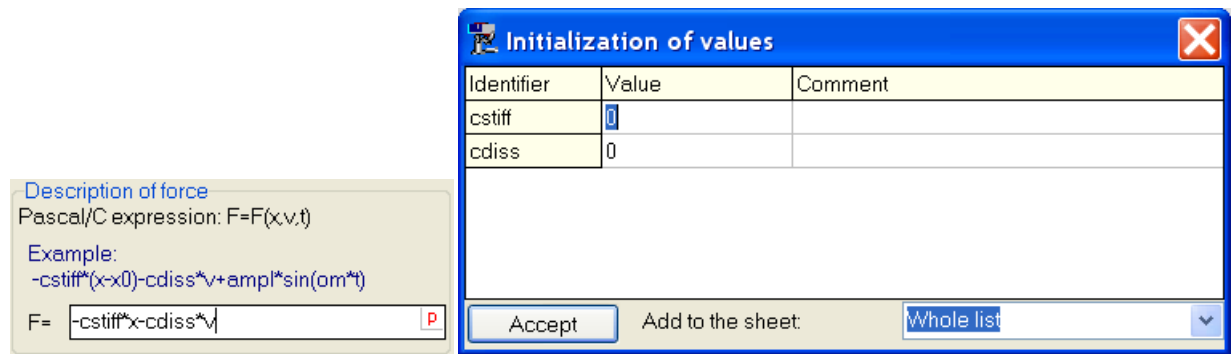 Description of force
Pascal/C expression: F=F(x,v,t)
Example:
-cstiff*(x-x0)-cdiss*v+ampl*sin(om*t)
F= -cstiff*x-cdiss*v P
Initialization of values
Identifier Value Comment
cstiff 0
cdiss 0
Accept Add to the sheet: Whole list